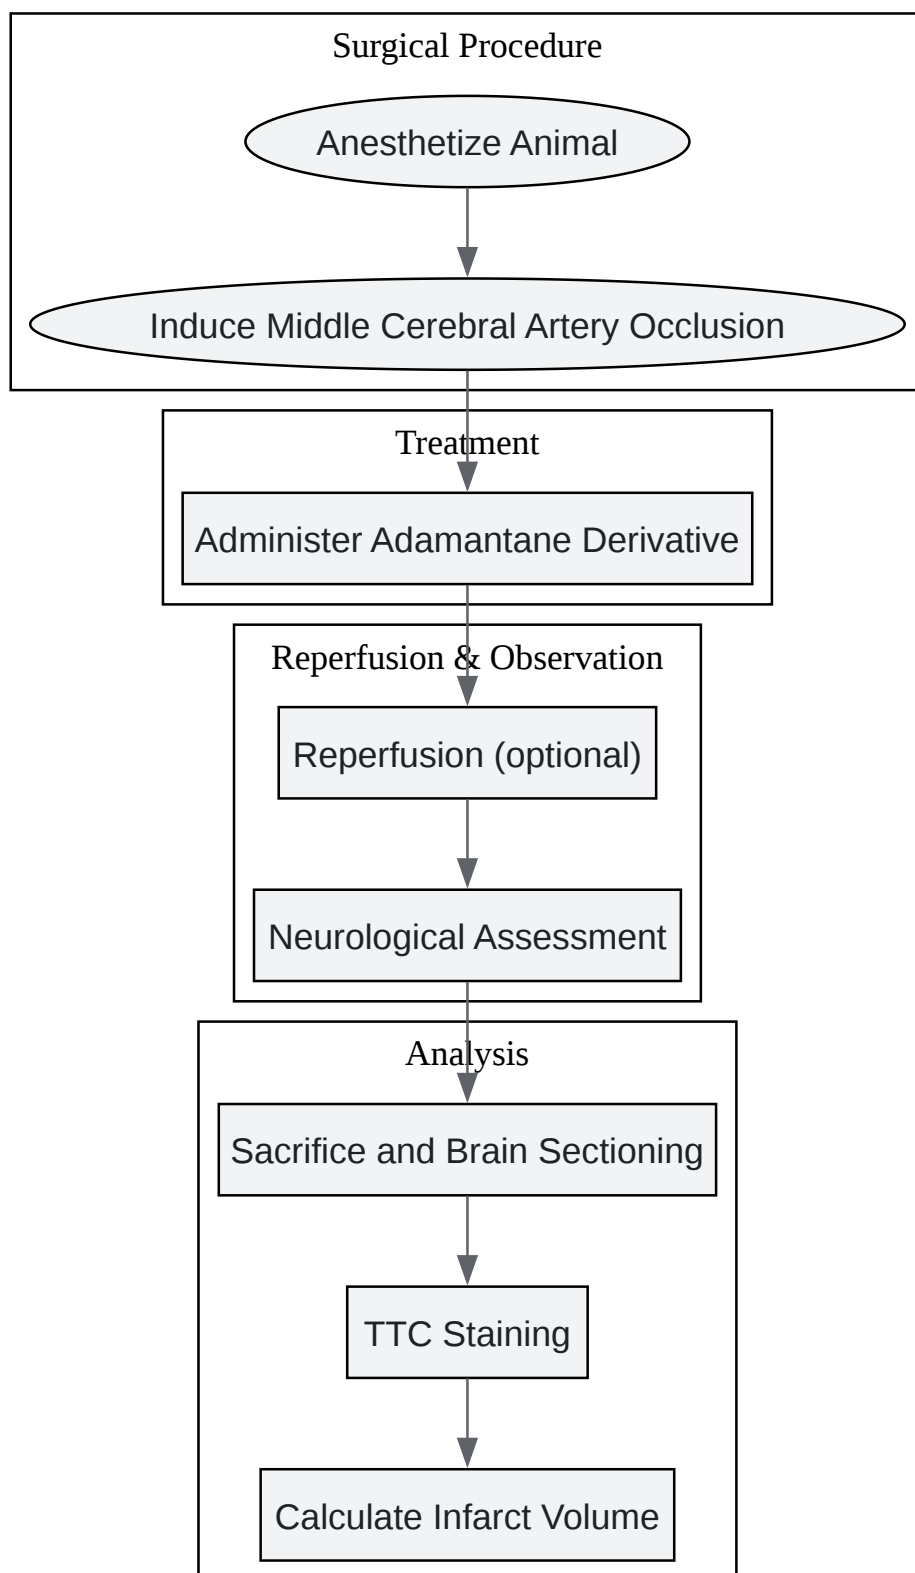 Surgical Procedure
Anesthetize Animal
Induce Middle Cerebral Artery Occlusion
Treatment
Administer Adamantane Derivative
Reperfusion & Observation
Reperfusion (optional)
Neurological Assessment
Analysis
Sacrifice and Brain Sectioning
TTC Staining
Calculate Infarct Volume